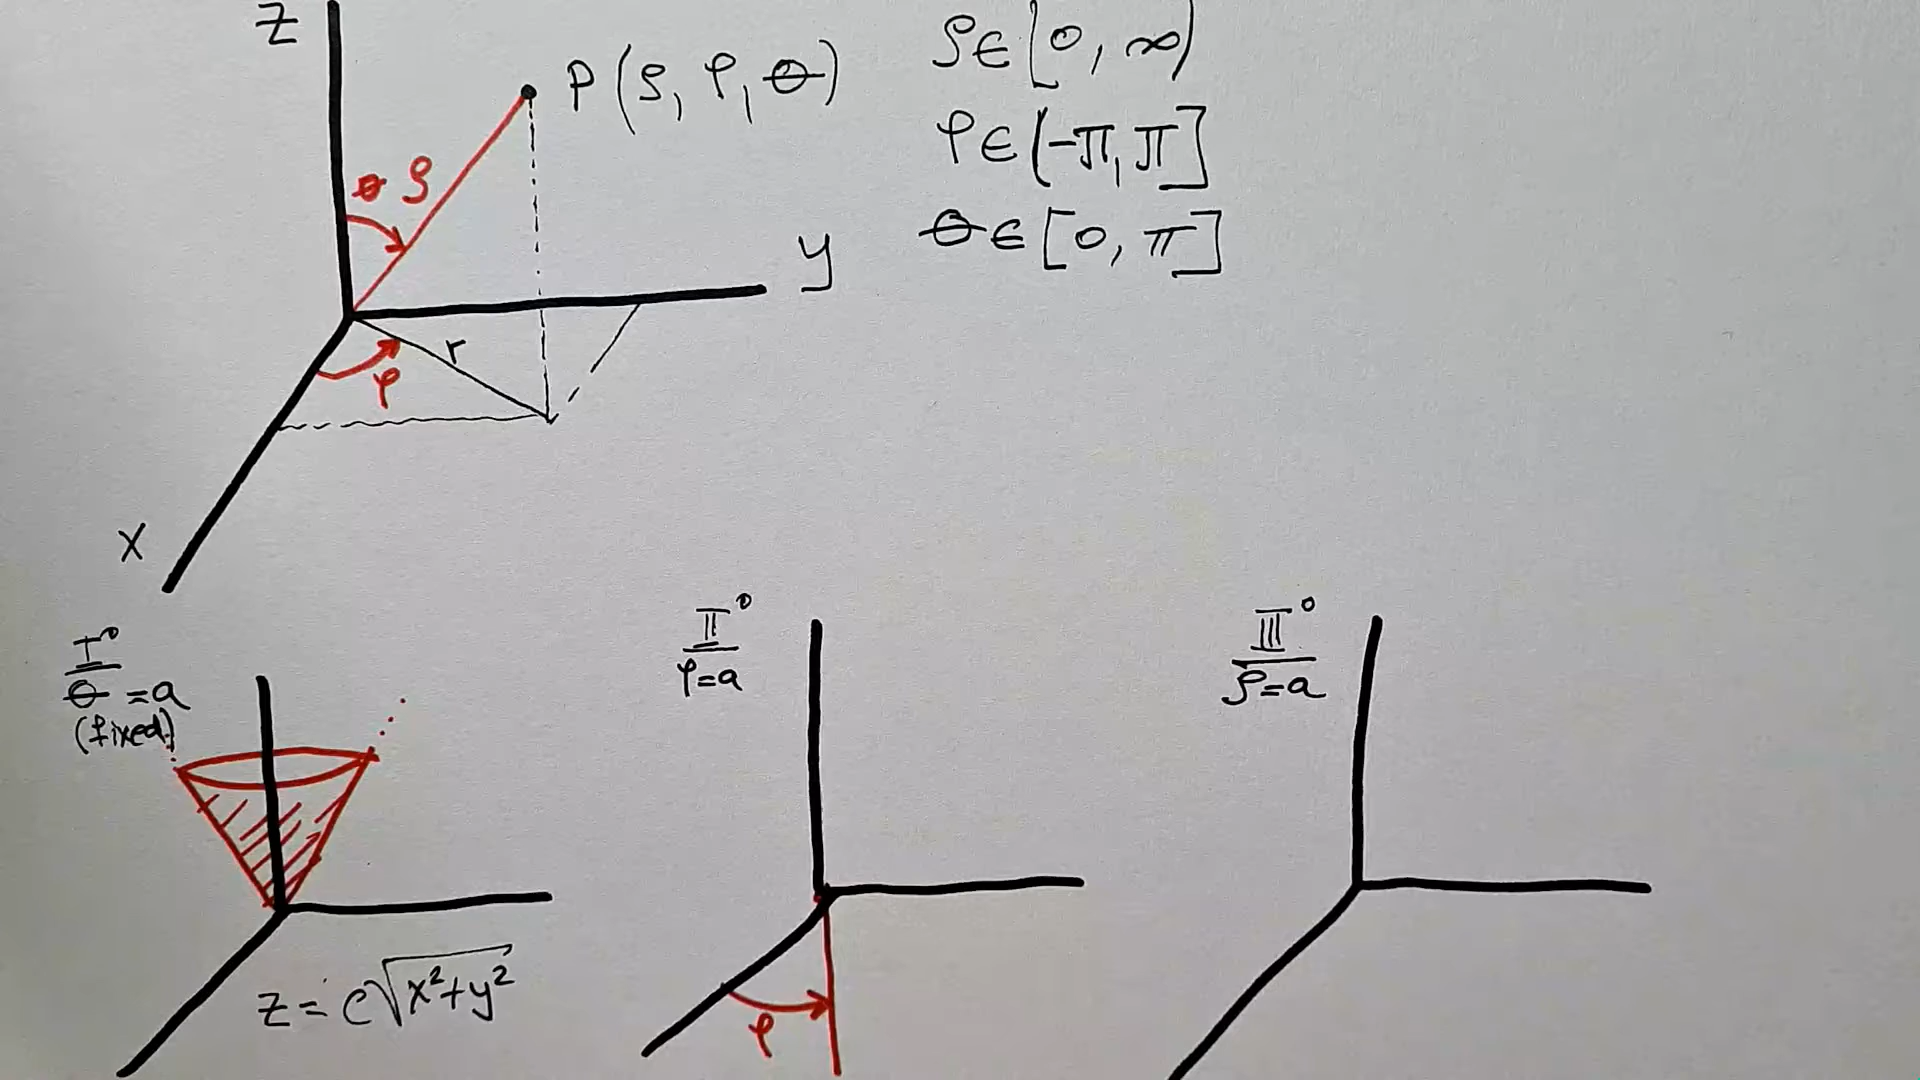 z
P(ρ, φ, θ)
ρ∈[0, ∞)
φ∈(-π, π]
θ∈[0, π]
θ ρ
y
r
φ
x
I°
θ=a
(fixed)
II°
φ=a
III°
ρ=a
z=c√x²+y²
φ